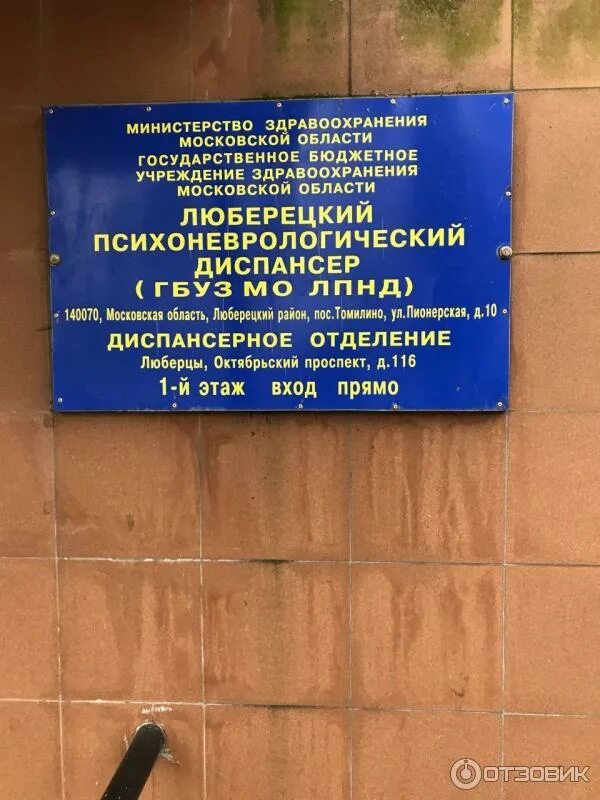 МИНИСТЕРСТВО ЗДРАВООХРАНЕНИЯ
МОСКОВСКОЙ ОБЛАСТИ
ГОСУДАРСТВЕННОЕ БЮДЖЕТНОЕ
УЧРЕЖДЕНИЕ ЗДРАВООХРАНЕНИЯ
МОСКОВСКОЙ ОБЛАСТИ
ЛЮБЕРЕЦКИЙ
ПСИХОНЕВРОЛОГИЧЕСКИЙ
ДИСПАНСЕР
( ГБУЗ МО ЛПНД)
140070, Московская область, Люберецкий район, пос.Томилино, ул.Пионерская, д.10
ДИСПАНСЕРНОЕ ОТДЕЛЕНИЕ
Люберцы, Октябрьский проспект, д.116
1-й этаж вход прямо
ОТЗОВИК